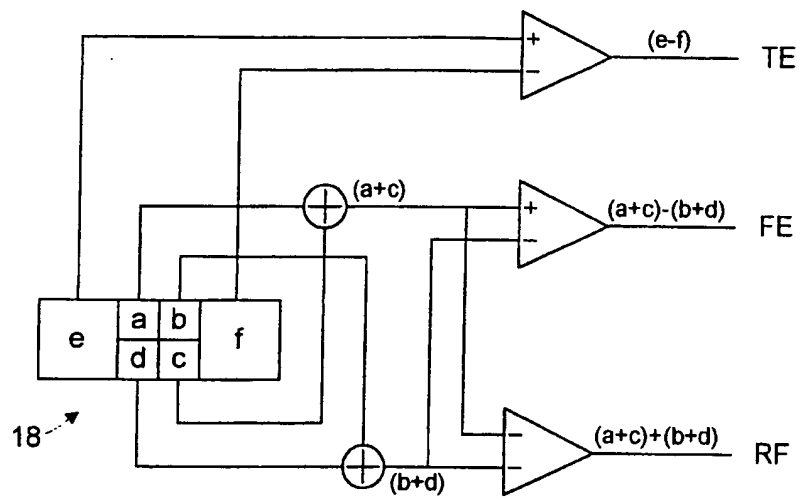 (e-f)
TE
+
−
(a+c)
+
−
(a+c)-(b+d)
FE
e
a
b
f
d
c
18
(b+d)
−
−
(a+c)+(b+d)
RF